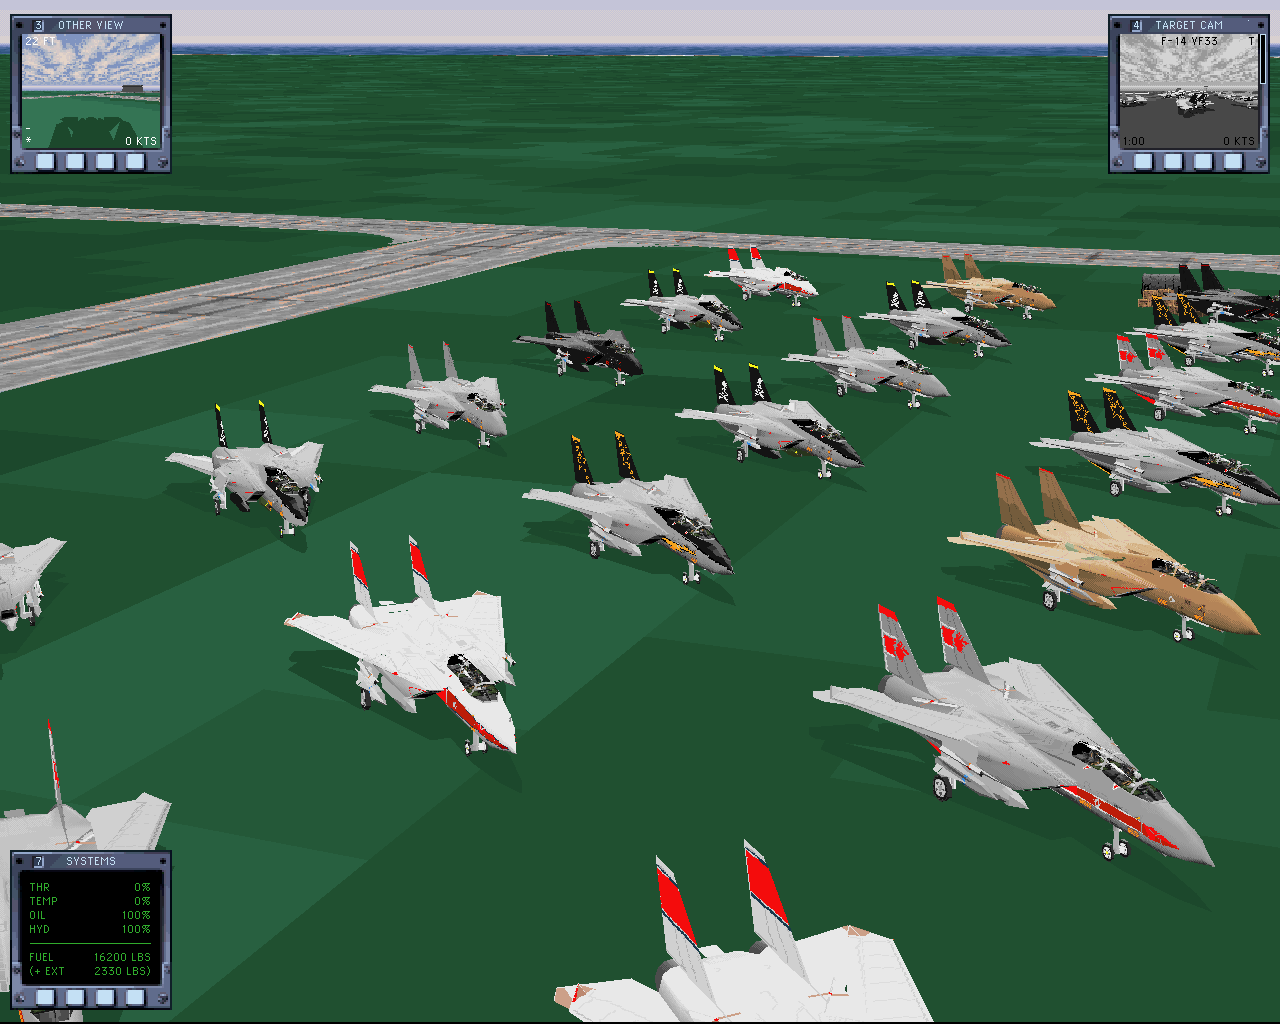 3] OTHER VIEW
22 FT
-
*
0 KTS
4] TARGET CAM
F-14 VF33 T
1:00 0 KTS
7] SYSTEMS
THR 0%
TEMP 0%
OIL 100%
HYD 100%
FUEL 16200 LBS
(+ EXT 2330 LBS)